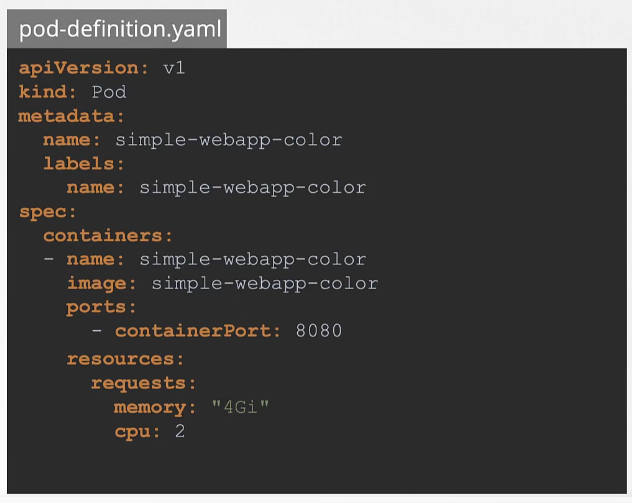 pod-definition.yaml
apiVersion: v1
kind: Pod
metadata:
  name: simple-webapp-color
  labels:
    name: simple-webapp-color
spec:
  containers:
  - name: simple-webapp-color
    image: simple-webapp-color
    ports:
      - containerPort: 8080
    resources:
      requests:
        memory: "4Gi"
        cpu: 2